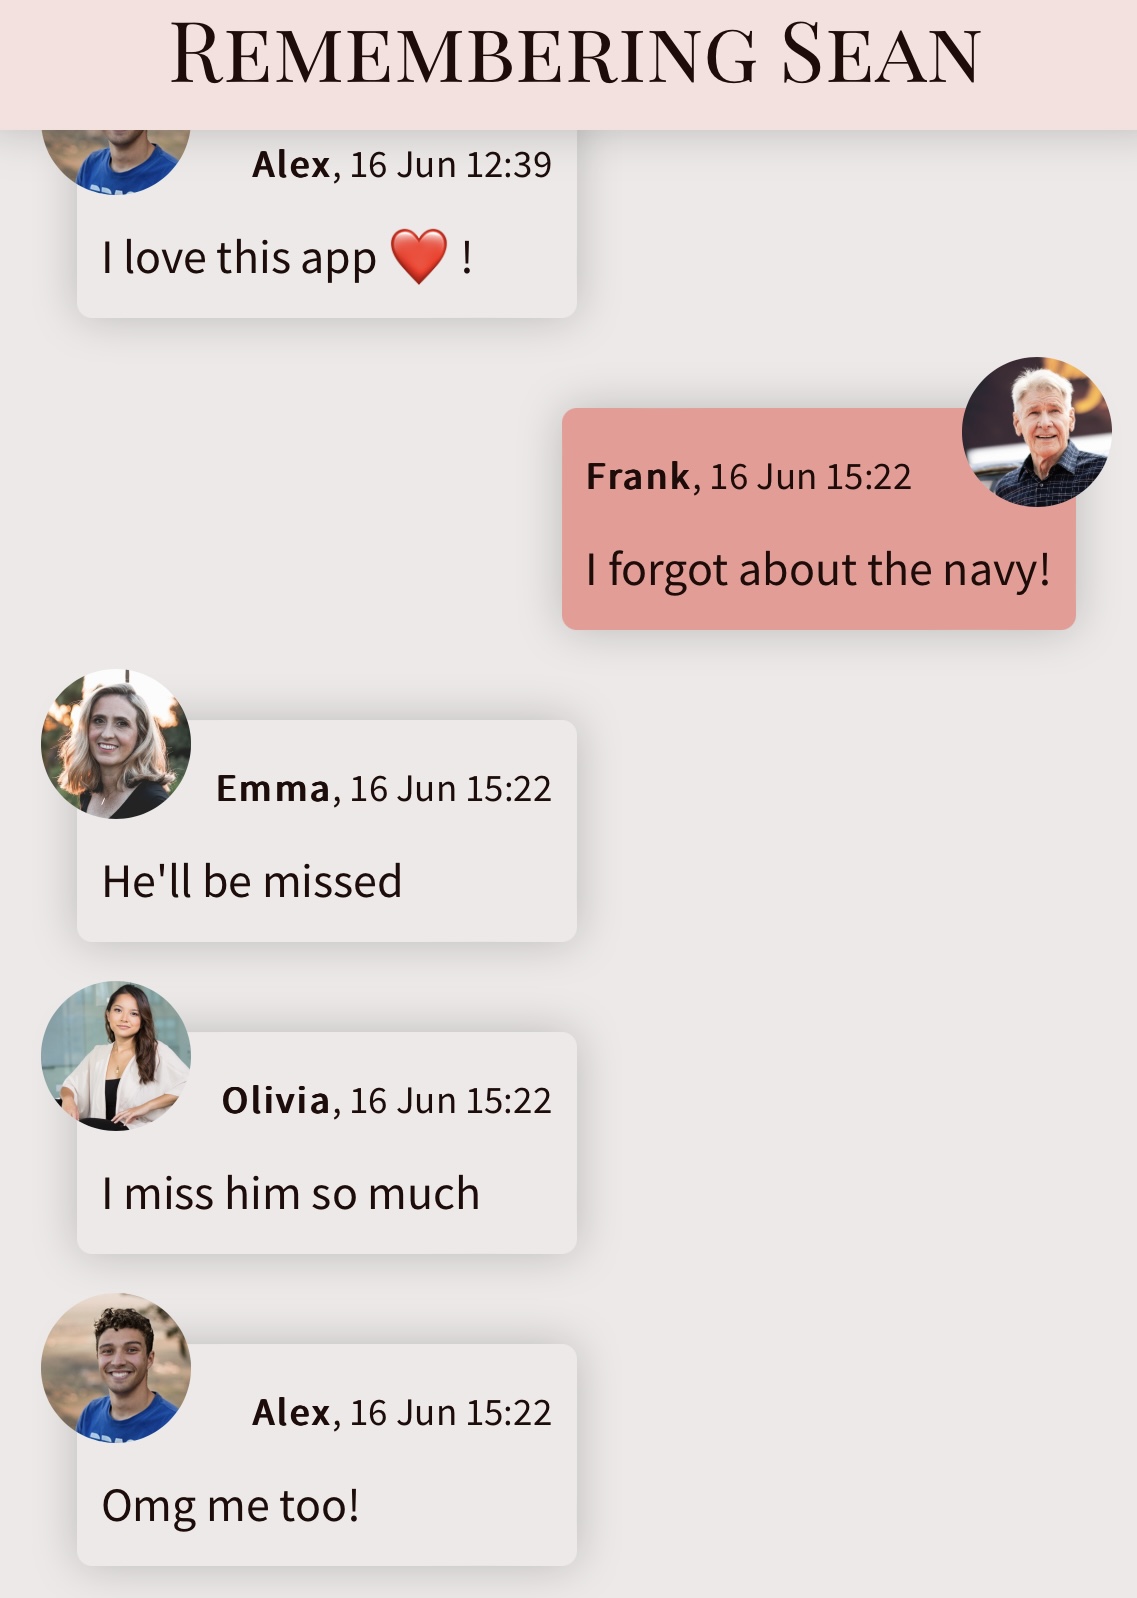 Remembering Sean
Alex, 16 Jun 12:39
I love this app ❤️ !
Frank, 16 Jun 15:22
I forgot about the navy!
Emma, 16 Jun 15:22
He'll be missed
Olivia, 16 Jun 15:22
I miss him so much
Alex, 16 Jun 15:22
Omg me too!